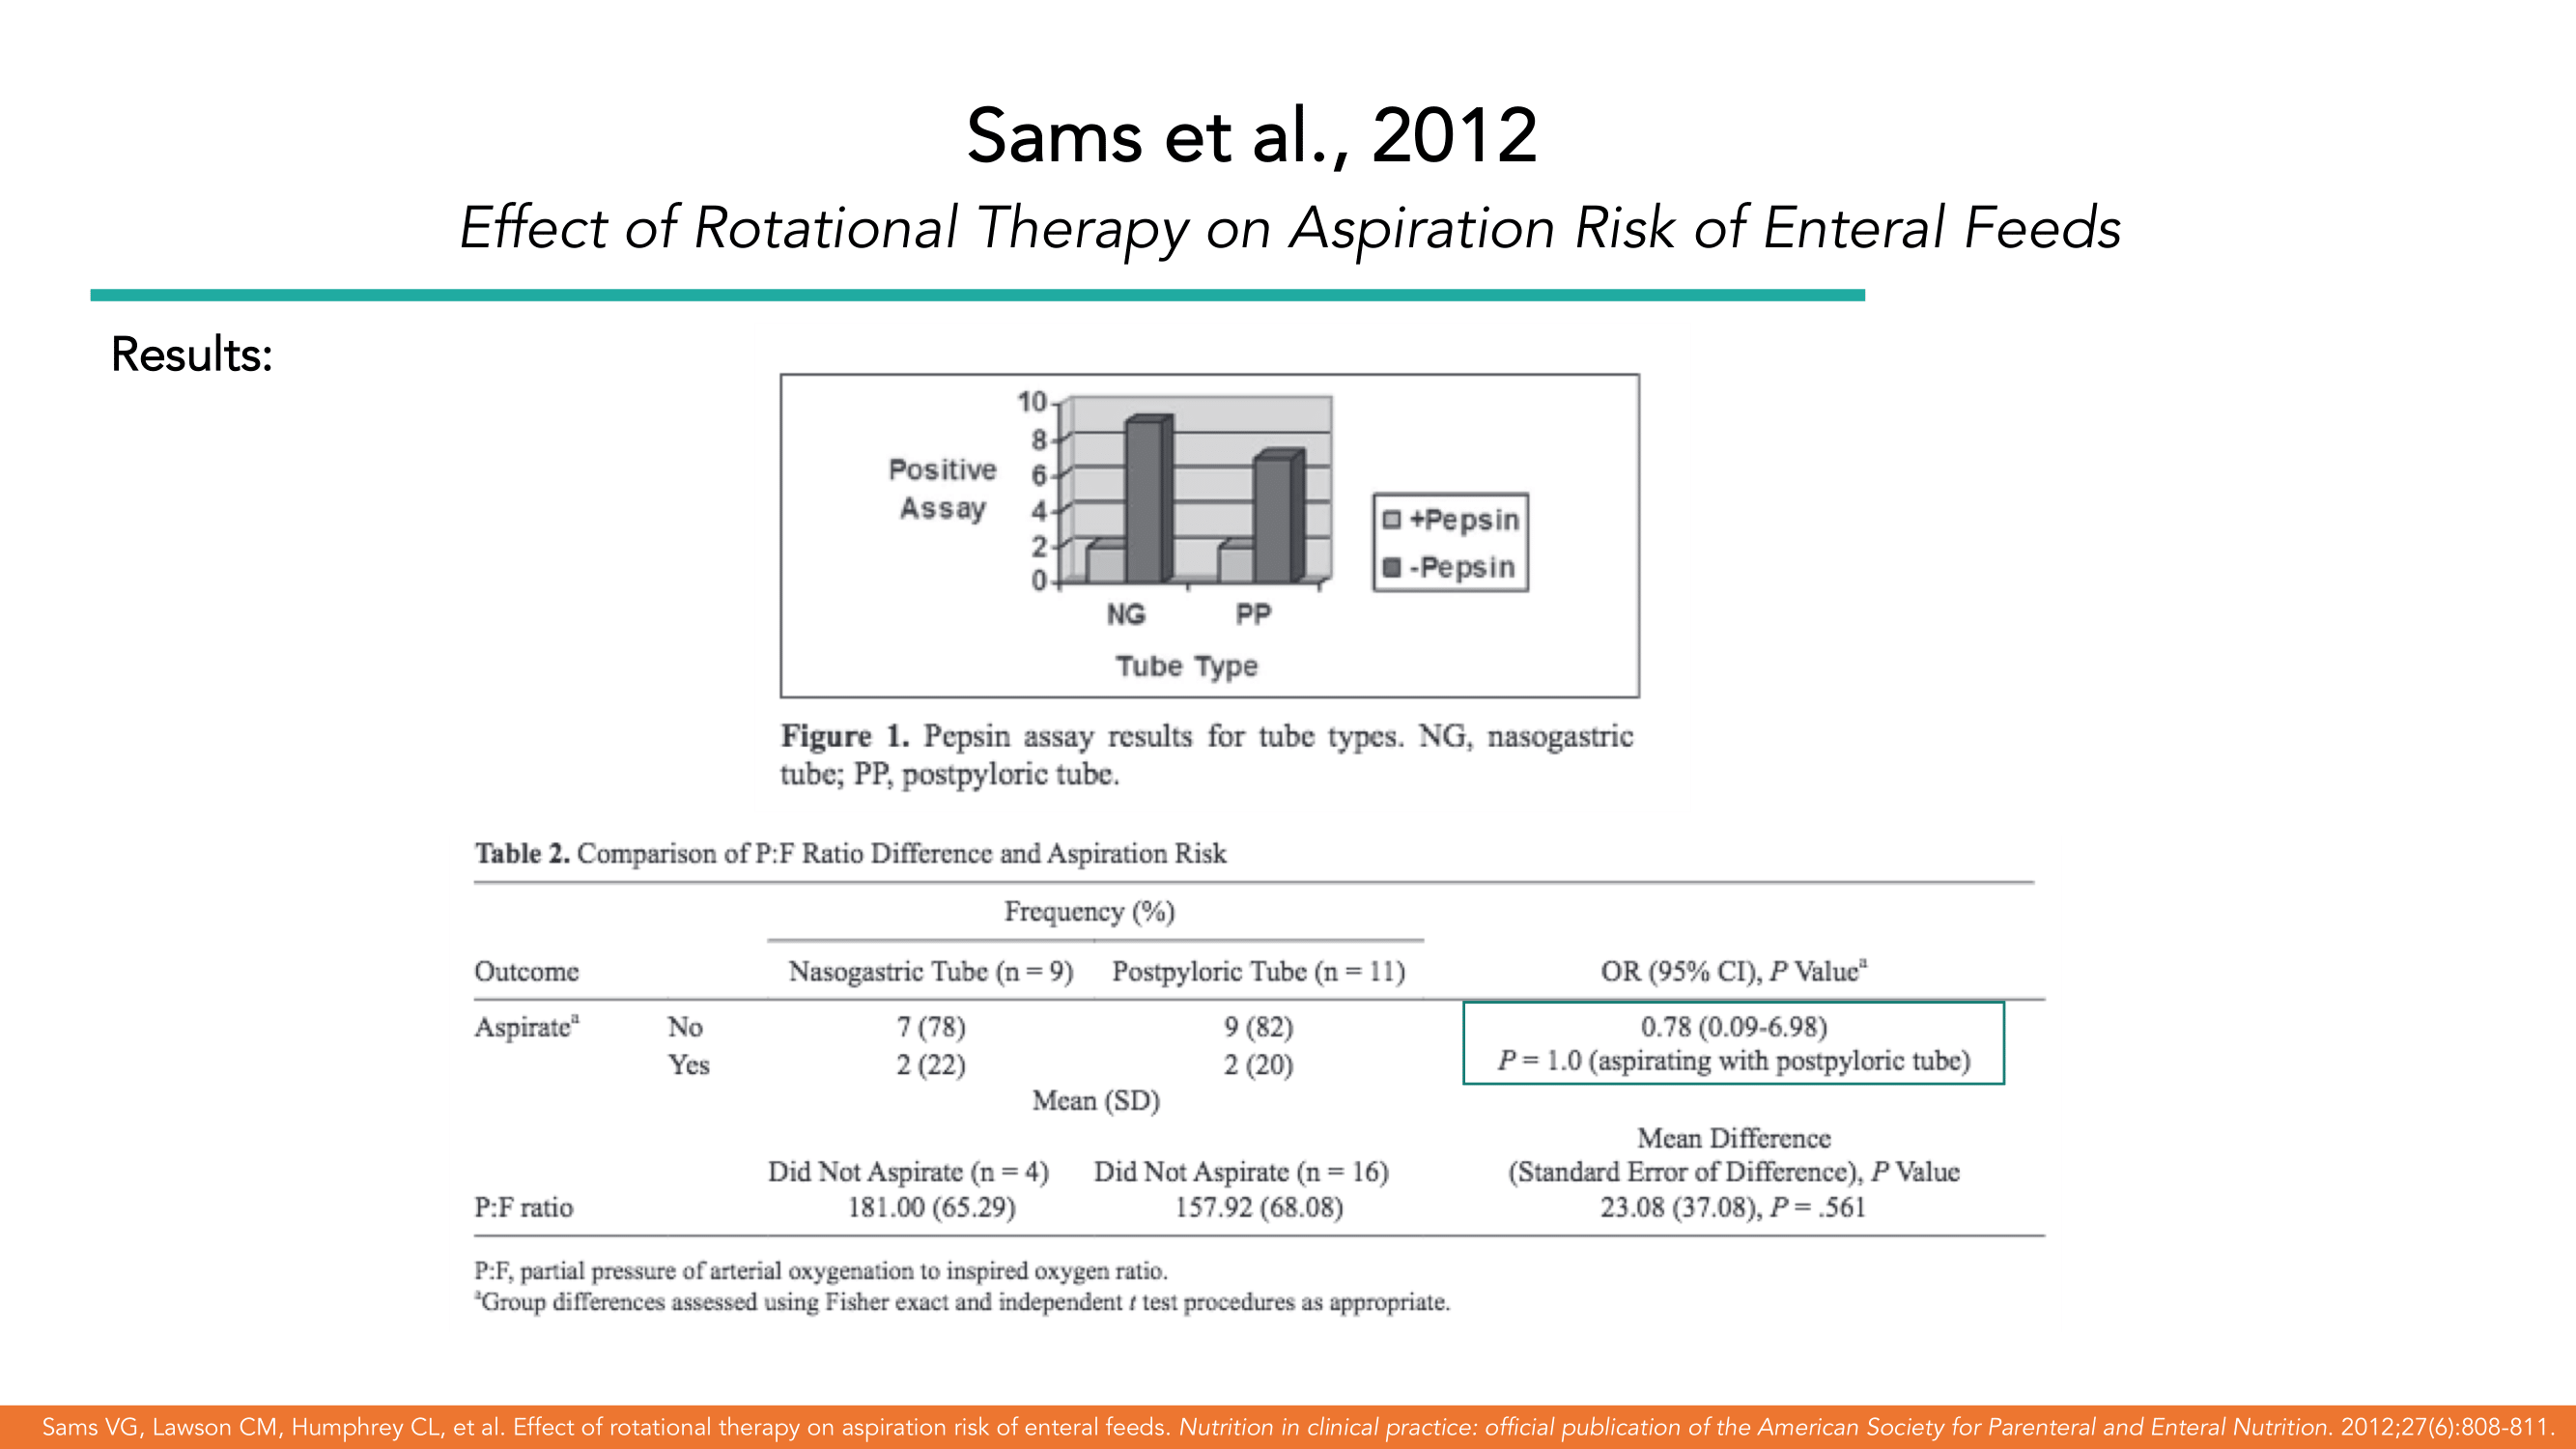 Sams et al., 2012
Effect of Rotational Therapy on Aspiration Risk of Enteral Feeds
Results:
10
8
6
4
2
0
Positive
Assay
NG
PP
Tube Type
+Pepsin
-Pepsin
Figure 1. Pepsin assay results for tube types. NG, nasogastric
tube; PP, postpyloric tube.
Table 2. Comparison of P:F Ratio Difference and Aspiration Risk
Frequency (%)
Outcome Nasogastric Tube (n = 9) Postpyloric Tube (n = 11) OR (95% CI), P Valueᵃ
Aspirateᵃ No 7 (78) 9 (82) 0.78 (0.09-6.98)
Yes 2 (22) 2 (20) P = 1.0 (aspirating with postpyloric tube)
Mean (SD)
Mean Difference
Did Not Aspirate (n = 4) Did Not Aspirate (n = 16) (Standard Error of Difference), P Value
P:F ratio 181.00 (65.29) 157.92 (68.08) 23.08 (37.08), P = .561
P:F, partial pressure of arterial oxygenation to inspired oxygen ratio.
ᵃGroup differences assessed using Fisher exact and independent t test procedures as appropriate.
Sams VG, Lawson CM, Humphrey CL, et al. Effect of rotational therapy on aspiration risk of enteral feeds. Nutrition in clinical practice: official publication of the American Society for Parenteral and Enteral Nutrition. 2012;27(6):808-811.